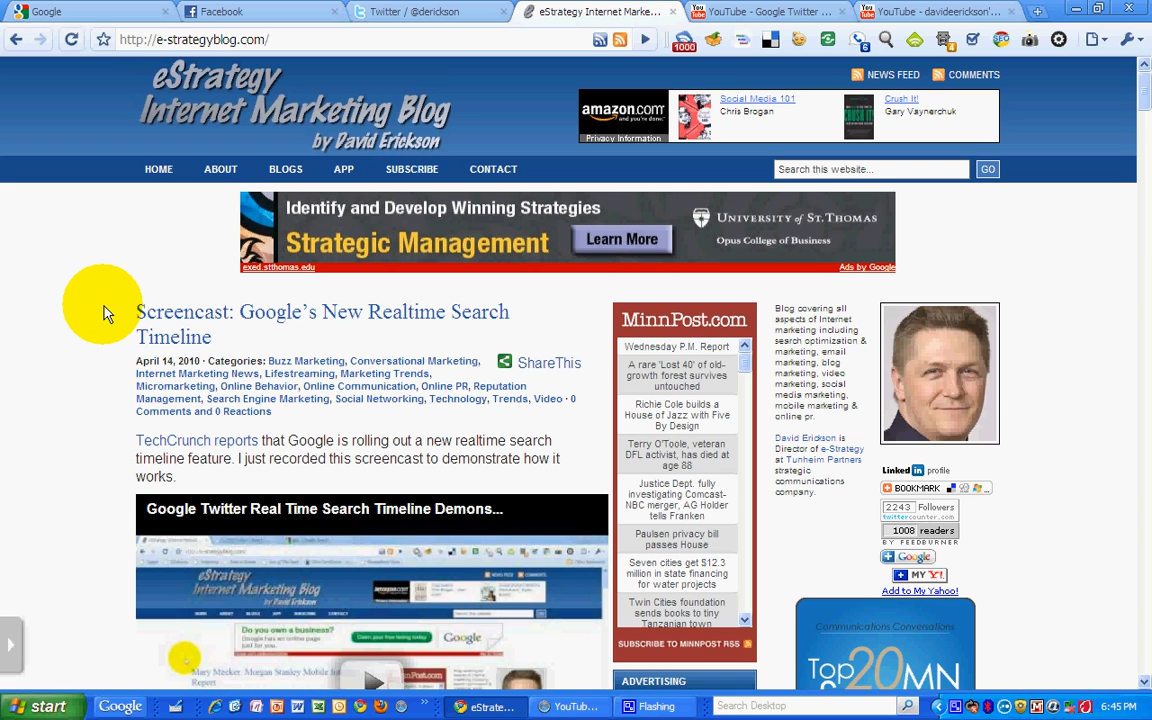 Google
Facebook
Twitter / @derickson
eStrategy Internet Marke...
YouTube - Google Twitter ...
YouTube - davideerickson'...
http://e-strategyblog.com/
1000
6
4
SEO
eStrategy
Internet Marketing Blog
by David Erickson
NEWS FEED
COMMENTS
amazon.com
and you're done.
Privacy Information
Social Media 101
Chris Brogan
Crush It!
Gary Vaynerchuk
HOME
ABOUT
BLOGS
APP
SUBSCRIBE
CONTACT
Search this website...
GO
Identify and Develop Winning Strategies
Strategic Management
Learn More
UNIVERSITY of ST. THOMAS
Opus College of Business
exed.stthomas.edu
Ads by Google
Screencast: Google's New Realtime Search
Timeline
April 14, 2010 · Categories: Buzz Marketing, Conversational Marketing,
Internet Marketing News, Lifestreaming, Marketing Trends,
Micromarketing, Online Behavior, Online Communication, Online PR, Reputation
Management, Search Engine Marketing, Social Networking, Technology, Trends, Video · 0
Comments and 0 Reactions
ShareThis
TechCrunch reports that Google is rolling out a new realtime search
timeline feature. I just recorded this screencast to demonstrate how it
works.
Google Twitter Real Time Search Timeline Demons...
eStrategy
Internet Marketing Blog
by David Erickson
Do you own a business?
Google
Mary Meeker: Morgan Stanley Mobile
Report
MinnPost.com
Wednesday P.M. Report
A rare 'Lost 40' of old-
growth forest survives
untouched
Richie Cole builds a
House of Jazz with Five
By Design
Terry O'Toole, veteran
DFL activist, has died at
age 88
Justice Dept. fully
investigating Comcast-
NBC merger, AG Holder
tells Franken
Paulsen privacy bill
passes House
Seven cities get $12.3
million in state financing
for water projects
Twin Cities foundation
sends books to tiny
Tanzanian town
SUBSCRIBE TO MINNPOST RSS
ADVERTISING
Blog covering all
aspects of Internet
marketing including
search optimization &
marketing, email
marketing, blog
marketing, video
marketing, social
media marketing,
mobile marketing &
online pr.
David Erickson is
Director of e-Strategy
at Tunheim Partners
strategic
communications
company.
Linked in profile
BOOKMARK
2243 Followers
twittercounter.com
1008 readers
BY FEEDBURNER
Google
MY Y!
Add to My Yahoo!
Communications Conversations
Top20MN
start
Google
eStrate...
YouTub...
Flashing
Search Desktop
6:45 PM